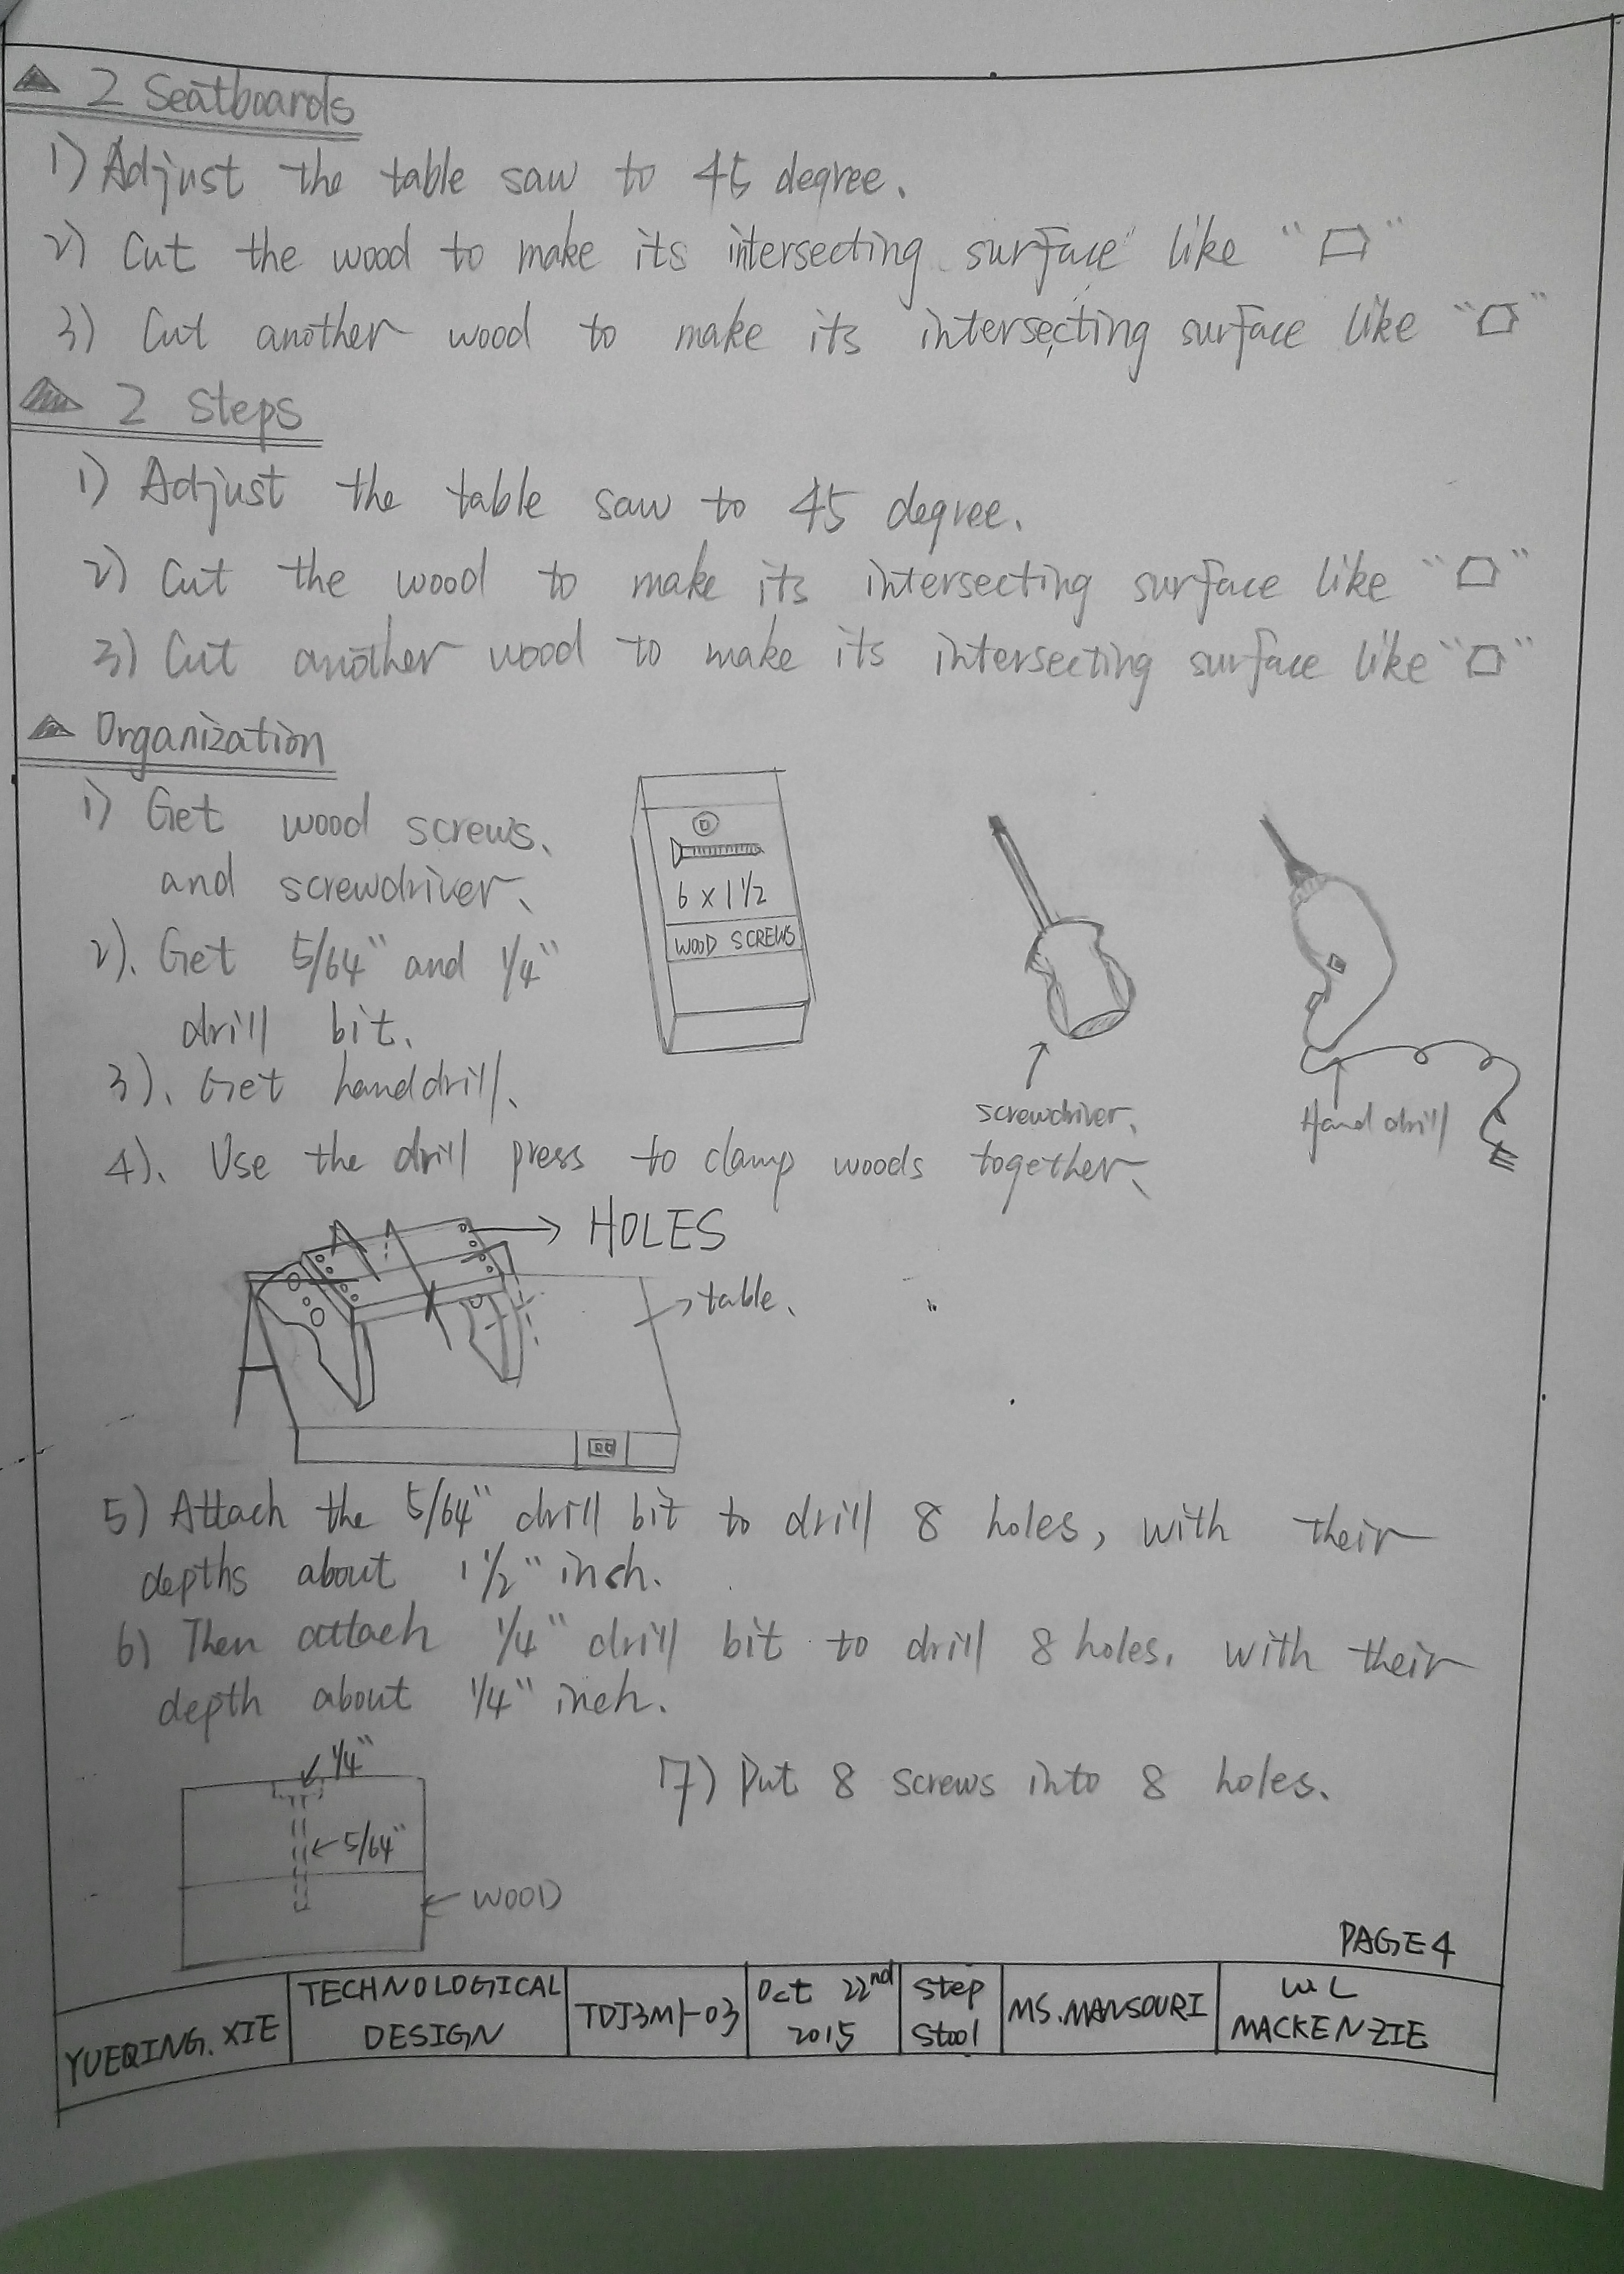 2 Seatboards
1) Adjust the table saw to 45 degree.
2) Cut the wood to make its intersecting surface like "▱"
3) Cut another wood to make its intersecting surface like "▱"
2 Steps
1) Adjust the table saw to 45 degree.
2) Cut the wood to make its intersecting surface like "▱"
3) Cut another wood to make its intersecting surface like "▱"
Organization
1) Get wood screws.
and screwdriver.
2). Get 5/64" and 1/4"
drill bit.
3). Get handdrill.
6 x 1 1/2
WOOD SCREWS
screwdriver.
Hand drill
4). Use the drill press to clamp woods together.
HOLES
table.
5) Attach the 5/64" drill bit to drill 8 holes, with their
depths about 1 1/2" inch.
6) Then attach 1/4" drill bit to drill 8 holes, with their
depth about 1/4" inch.
1/4"
5/64"
WOOD
7) Put 8 screws into 8 holes.
PAGE 4
YUEQING. XIE
TECHNOLOGICAL
DESIGN
TDJ3M1-03
Oct 22nd
2015
Step
Stool
MS. MANSOURI
WL
MACKENZIE